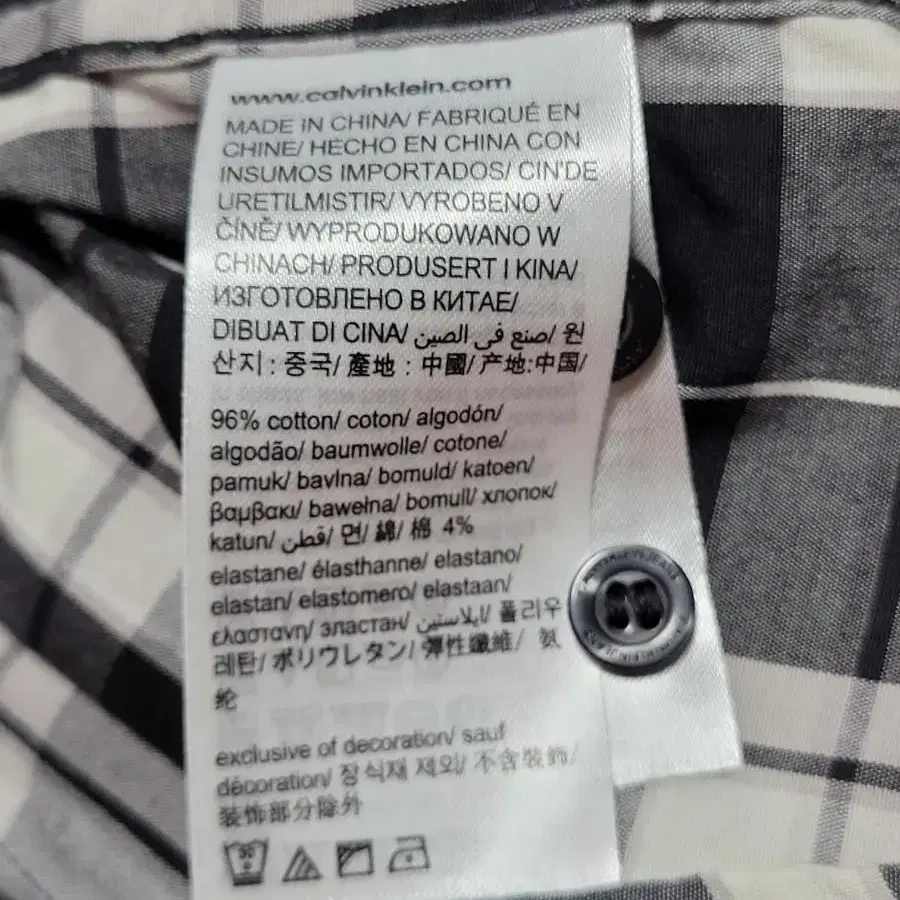 www.calvinklein.com
MADE IN CHINA/ FABRIQUÉ EN
CHINE/ HECHO EN CHINA CON
INSUMOS IMPORTADOS/ CIN'DE
URETILMISTIR/ VYROBENO V
ČÍNĚ/ WYPRODUKOWANO W
CHINACH/ PRODUSERT I KINA/
ИЗГОТОВЛЕНО В КИТАЕ/
DIBUAT DI CINA/ صنع في الصين/ 원
산지 : 중국/ 產地 : 中國/ 产地:中国/
96% cotton/ coton/ algodón/
algodão/ baumwolle/ cotone/
pamuk/ bavlna/ bomuld/ katoen/
βαμβακι/ bawełna/ bomull/ хлопок/
katun/ قطن/ 면/ 綿/ 棉 4%
elastane/ élasthanne/ elastano/
elastan/ elastomero/ elastaan/
ελαστανη/ эластан/ ايلاستين/ 폴리우
레탄/ ポリウレタン/ 彈性纖維/ 氨
纶
exclusive of decoration/ sauf
décoration/ 장식재 제외/ 不含裝飾/
装饰部分除外
30